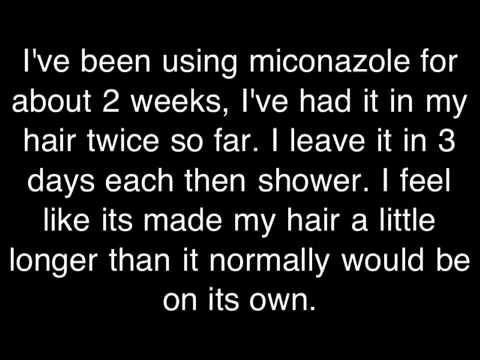 I've been using miconazole for
about 2 weeks, I've had it in my
hair twice so far. I leave it in 3
days each then shower. I feel
like its made my hair a little
longer than it normally would be
on its own.